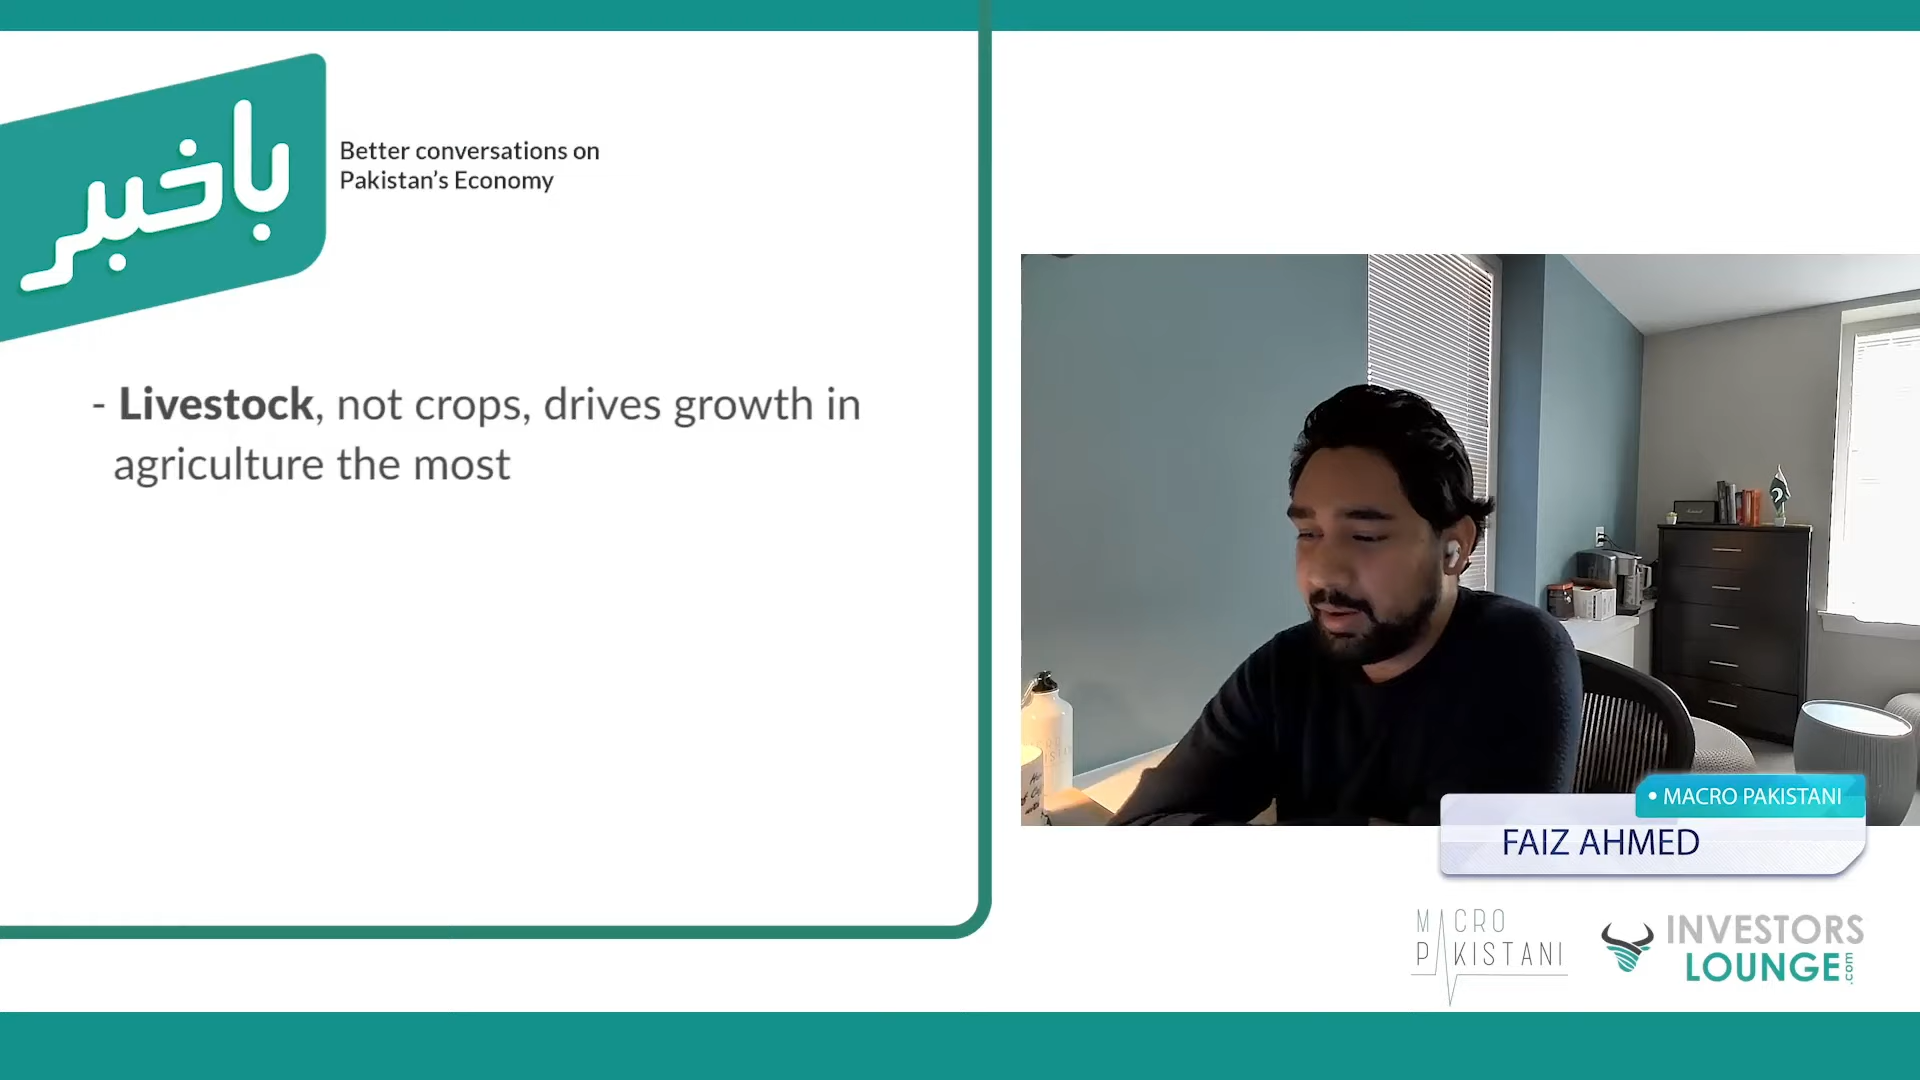 باخبر
Better conversations on
Pakistan's Economy
- Livestock, not crops, drives growth in
agriculture the most
• MACRO PAKISTANI
FAIZ AHMED
MACRO
PAKISTANI
INVESTORS
LOUNGE.com